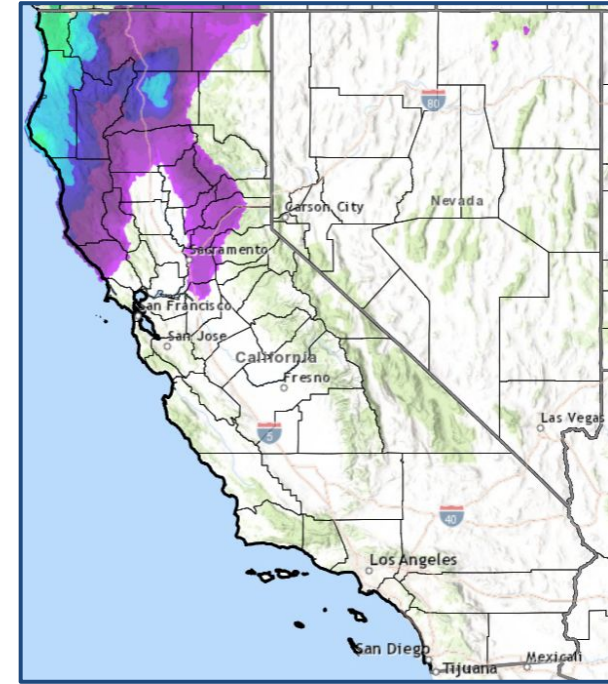 80
Nevada
Carson City
Sacramento
San Francisco
San Jose
California
Fresno
Las Vegas
5
40
Los Angeles
San Diego
Mexicali
Tijuana